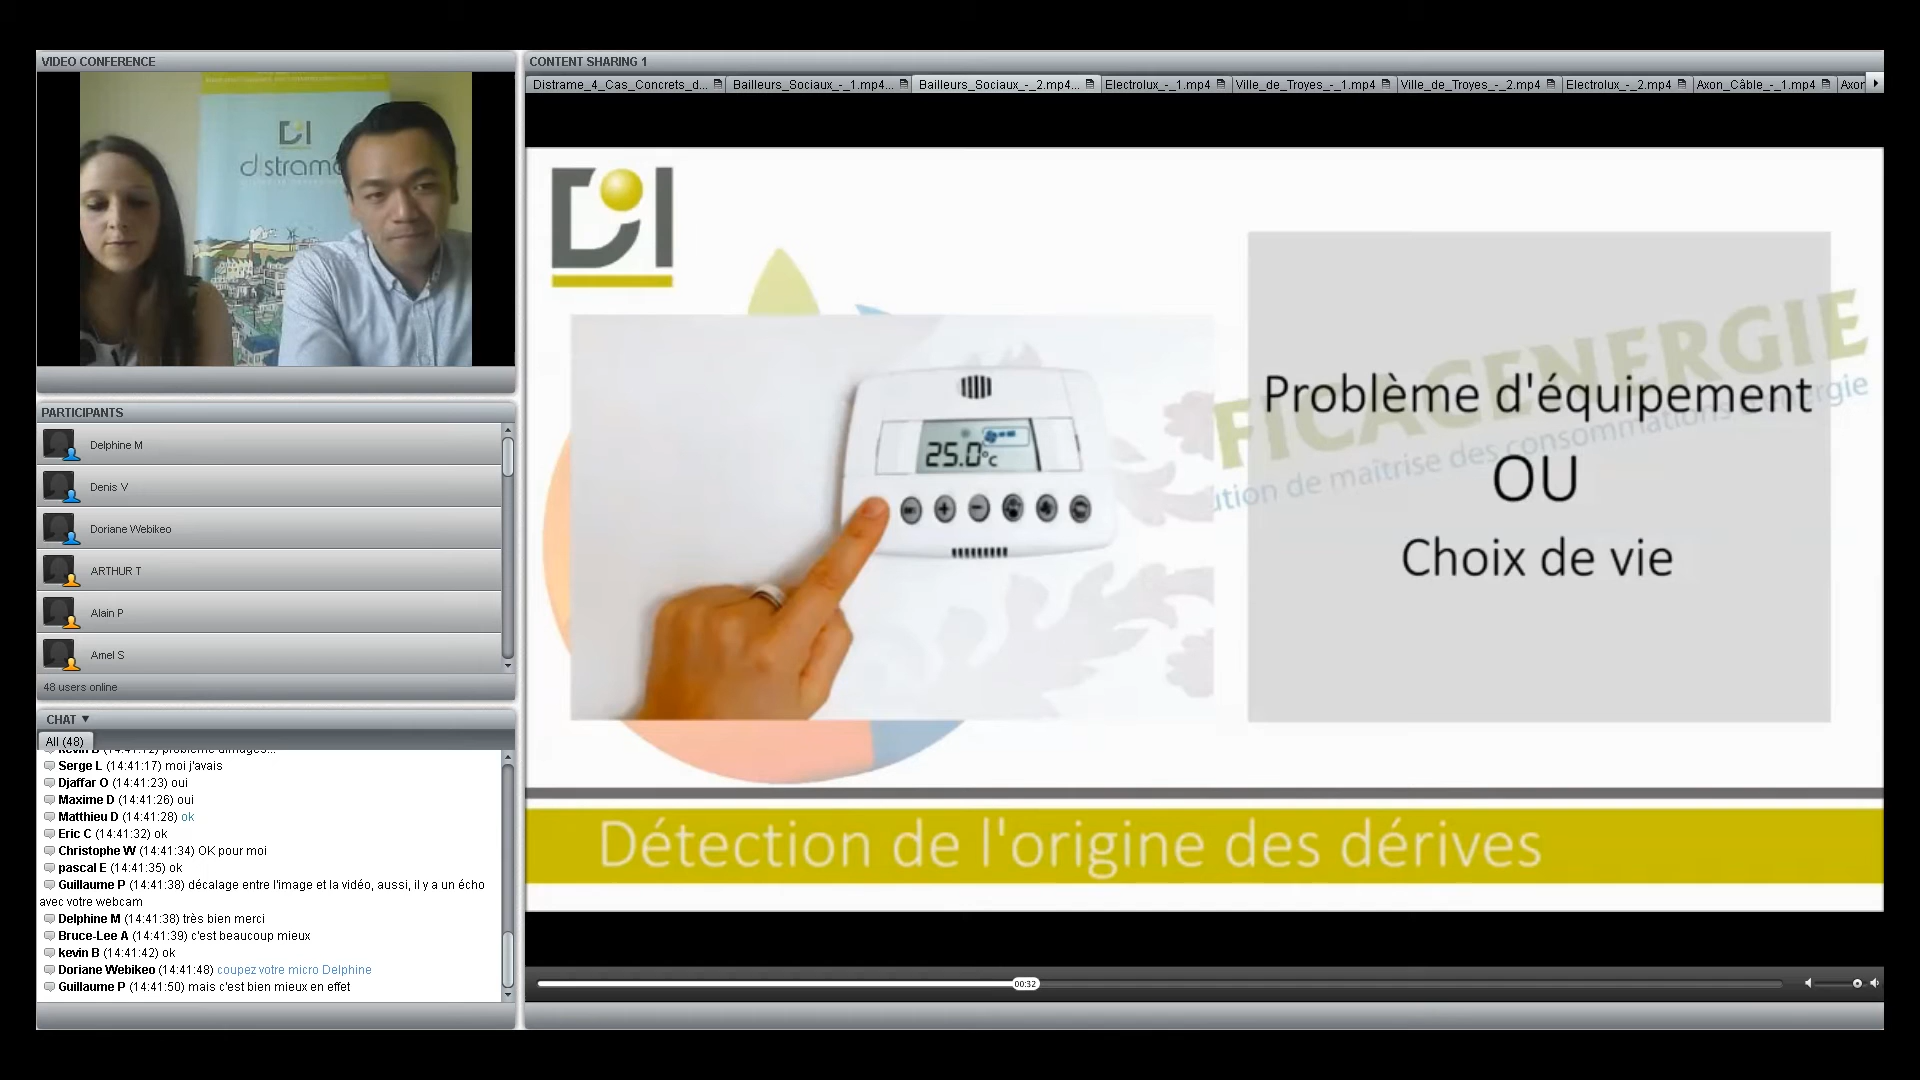 VIDEO CONFERENCE
distrame
PARTICIPANTS
Delphine M
Denis V
Doriane Webikeo
ARTHUR T
Alain P
Amel S
48 users online
CHAT ▼
All (48)
Serge L (14:41:17) moi j'avais
Djaffar O (14:41:23) oui
Maxime D (14:41:26) oui
Matthieu D (14:41:28) ok
Eric C (14:41:32) ok
Christophe W (14:41:34) OK pour moi
pascal E (14:41:35) ok
Guillaume P (14:41:38) décalage entre l'image et la vidéo, aussi, il y a un écho
avec votre webcam
Delphine M (14:41:38) très bien merci
Bruce-Lee A (14:41:39) c'est beaucoup mieux
kevin B (14:41:42) ok
Doriane Webikeo (14:41:48) coupez votre micro Delphine
Guillaume P (14:41:50) mais c'est bien mieux en effet
CONTENT SHARING 1
Distrame_4_Cas_Concrets_d... Bailleurs_Sociaux_-_1.mp4... Bailleurs_Sociaux_-_2.mp4... Electrolux_-_1.mp4 Ville_de_Troyes_-_1.mp4 Ville_de_Troyes_-_2.mp4 Electrolux_-_2.mp4 Axon_Câble_-_1.mp4 Axon
DI
25.0°c
FICACENERGIE
ution de maîtrise des consommations
Problème d'équipement
OU
Choix de vie
Détection de l'origine des dérives
00:32